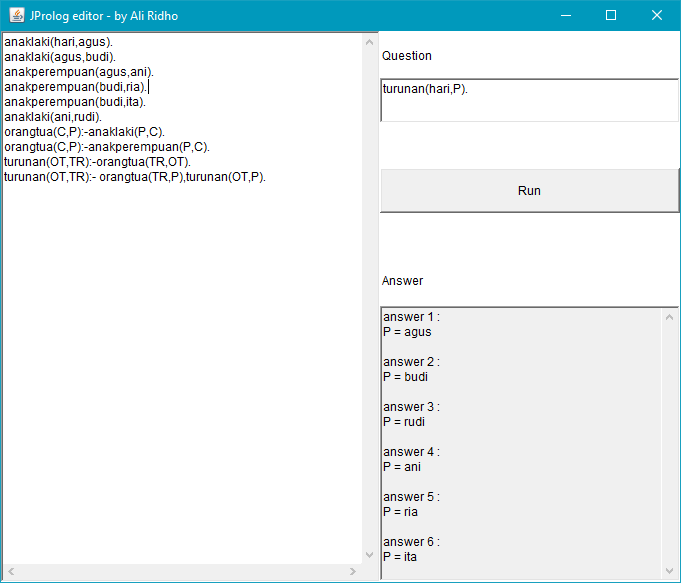 JProlog editor - by Ali Ridho
anaklaki(hari,agus).
anaklaki(agus,budi).
anakperempuan(agus,ani).
anakperempuan(budi,ria).
anakperempuan(budi,ita).
anaklaki(ani,rudi).
orangtua(C,P):-anaklaki(P,C).
orangtua(C,P):-anakperempuan(P,C).
turunan(OT,TR):-orangtua(TR,OT).
turunan(OT,TR):- orangtua(TR,P),turunan(OT,P).
Question
turunan(hari,P).
Run
Answer
answer 1 :
P = agus
answer 2 :
P = budi
answer 3 :
P = rudi
answer 4 :
P = ani
answer 5 :
P = ria
answer 6 :
P = ita